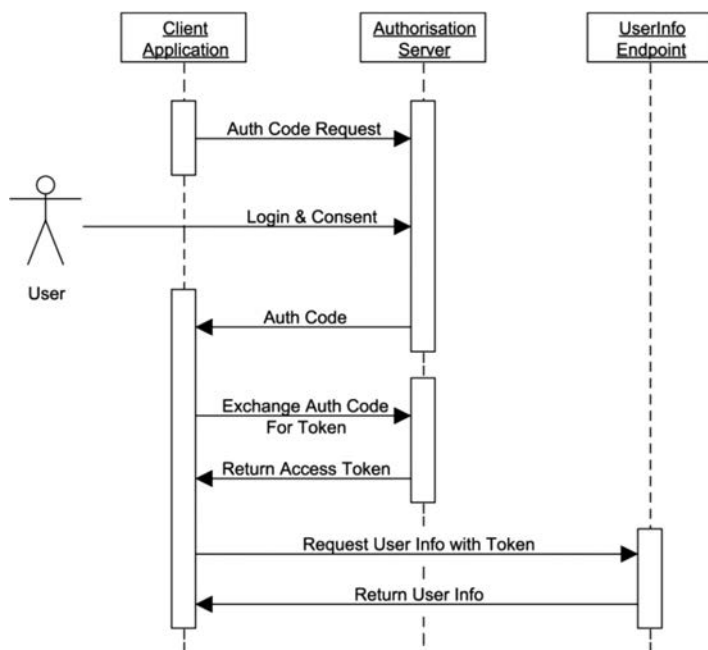 Client
Application
Authorisation
Server
UserInfo
Endpoint
Auth Code Request
Login & Consent
User
Auth Code
Exchange Auth Code
For Token
Return Access Token
Request User Info with Token
Return User Info